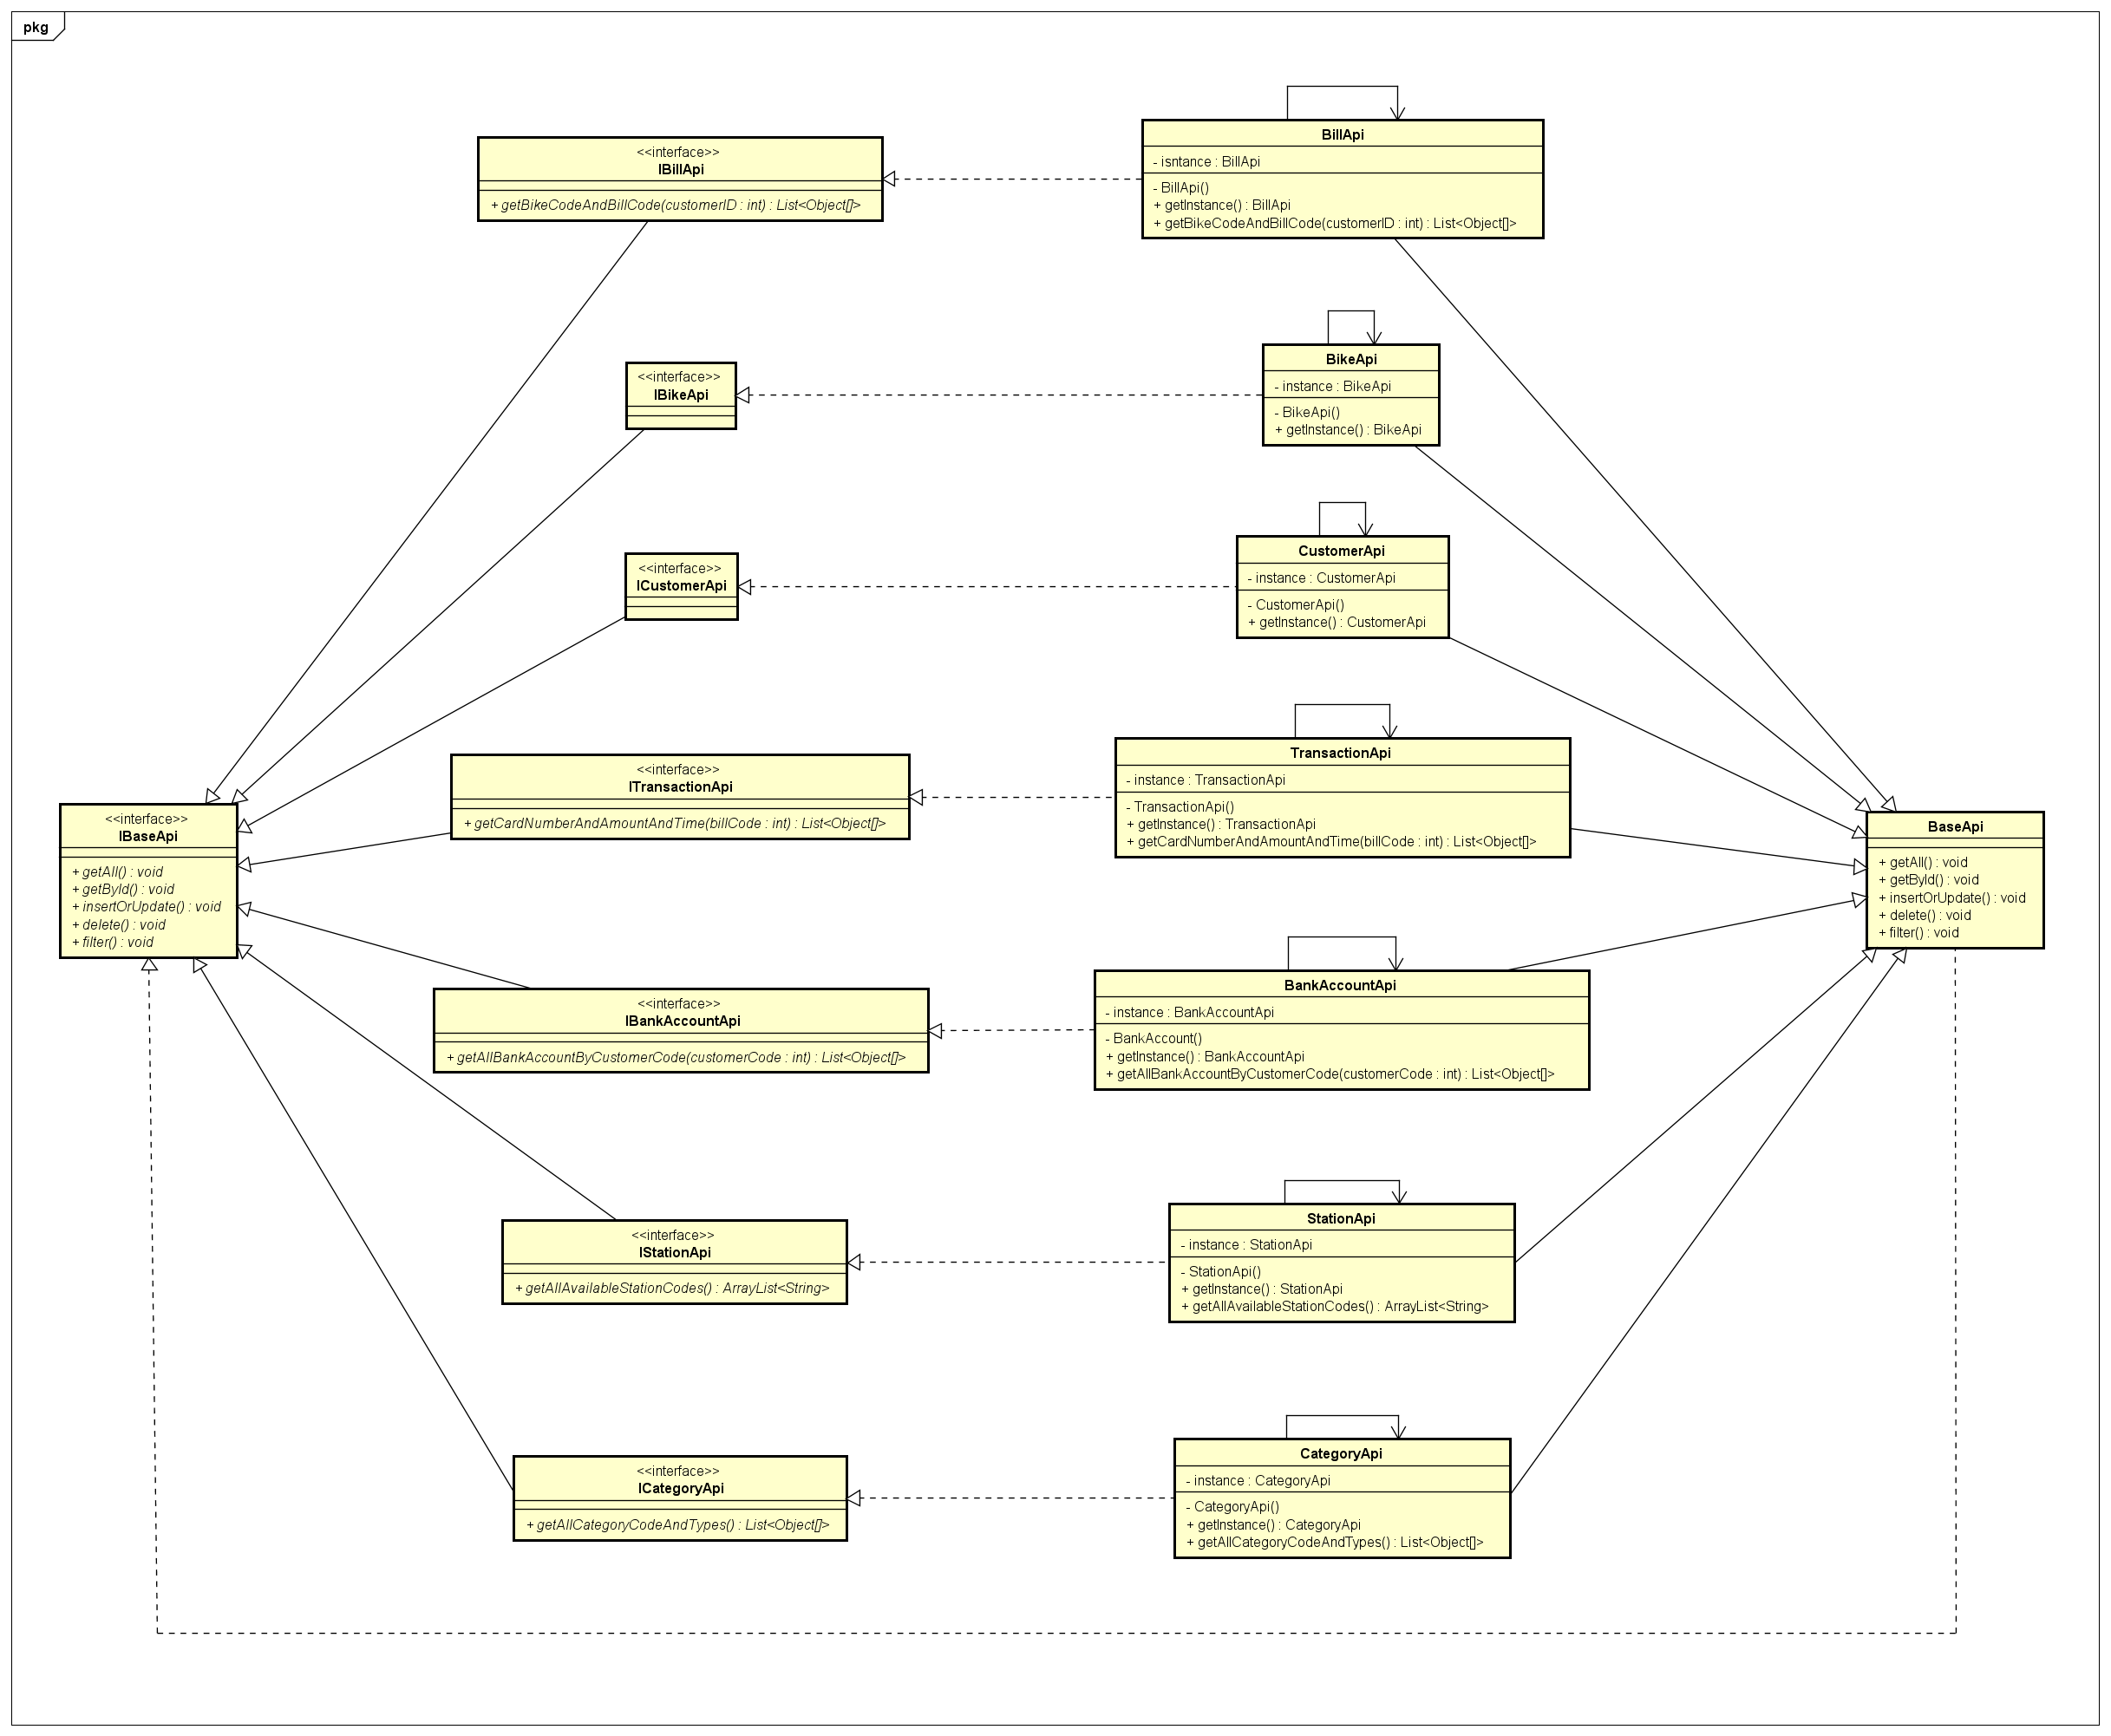 pkg
<<interface>>
IBillApi
+ getBikeCodeAndBillCode(customerID : int) : List<Object[]>
BillApi
- isntance : BillApi
- BillApi()
+ getInstance() : BillApi
+ getBikeCodeAndBillCode(customerID : int) : List<Object[]>
<<interface>>
IBikeApi
BikeApi
- instance : BikeApi
- BikeApi()
+ getInstance() : BikeApi
<<interface>>
ICustomerApi
CustomerApi
- instance : CustomerApi
- CustomerApi()
+ getInstance() : CustomerApi
<<interface>>
ITransactionApi
+ getCardNumberAndAmountAndTime(billCode : int) : List<Object[]>
TransactionApi
- instance : TransactionApi
- TransactionApi()
+ getInstance() : TransactionApi
+ getCardNumberAndAmountAndTime(billCode : int) : List<Object[]>
<<interface>>
IBaseApi
+ getAll() : void
+ getById() : void
+ insertOrUpdate() : void
+ delete() : void
+ filter() : void
BaseApi
+ getAll() : void
+ getById() : void
+ insertOrUpdate() : void
+ delete() : void
+ filter() : void
<<interface>>
IBankAccountApi
+ getAllBankAccountByCustomerCode(customerCode : int) : List<Object[]>
BankAccountApi
- instance : BankAccountApi
- BankAccount()
+ getInstance() : BankAccountApi
+ getAllBankAccountByCustomerCode(customerCode : int) : List<Object[]>
<<interface>>
IStationApi
+ getAllAvailableStationCodes() : ArrayList<String>
StationApi
- instance : StationApi
- StationApi()
+ getInstance() : StationApi
+ getAllAvailableStationCodes() : ArrayList<String>
<<interface>>
ICategoryApi
+ getAllCategoryCodeAndTypes() : List<Object[]>
CategoryApi
- instance : CategoryApi
- CategoryApi()
+ getInstance() : CategoryApi
+ getAllCategoryCodeAndTypes() : List<Object[]>